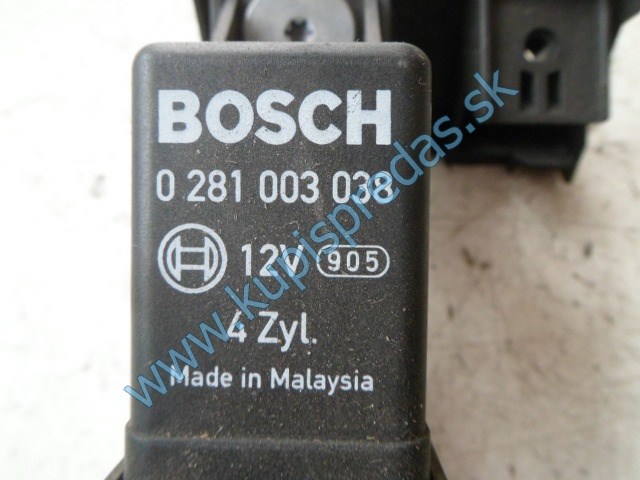 BOSCH
0 281 003 038
12V 905
4 Zyl.
Made in Malaysia
www.kupispredas.sk